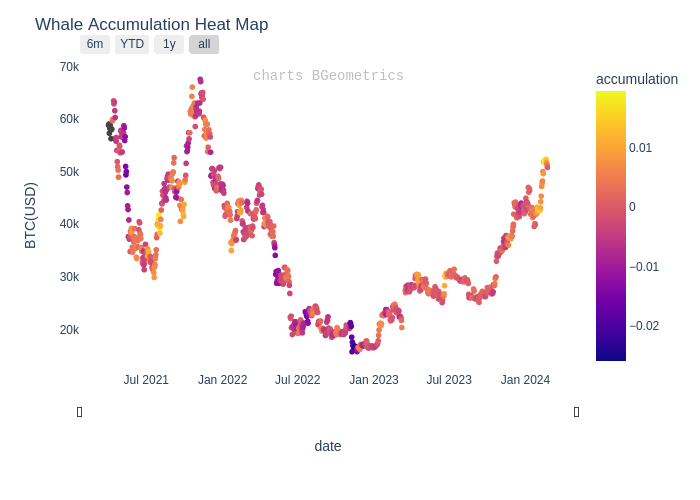 Whale Accumulation Heat Map
6m YTD 1y all
charts BGeometrics
accumulation
70k
60k
50k
40k
30k
20k
BTC(USD)
0.01
0
−0.01
−0.02
Jul 2021 Jan 2022 Jul 2022 Jan 2023 Jul 2023 Jan 2024
date